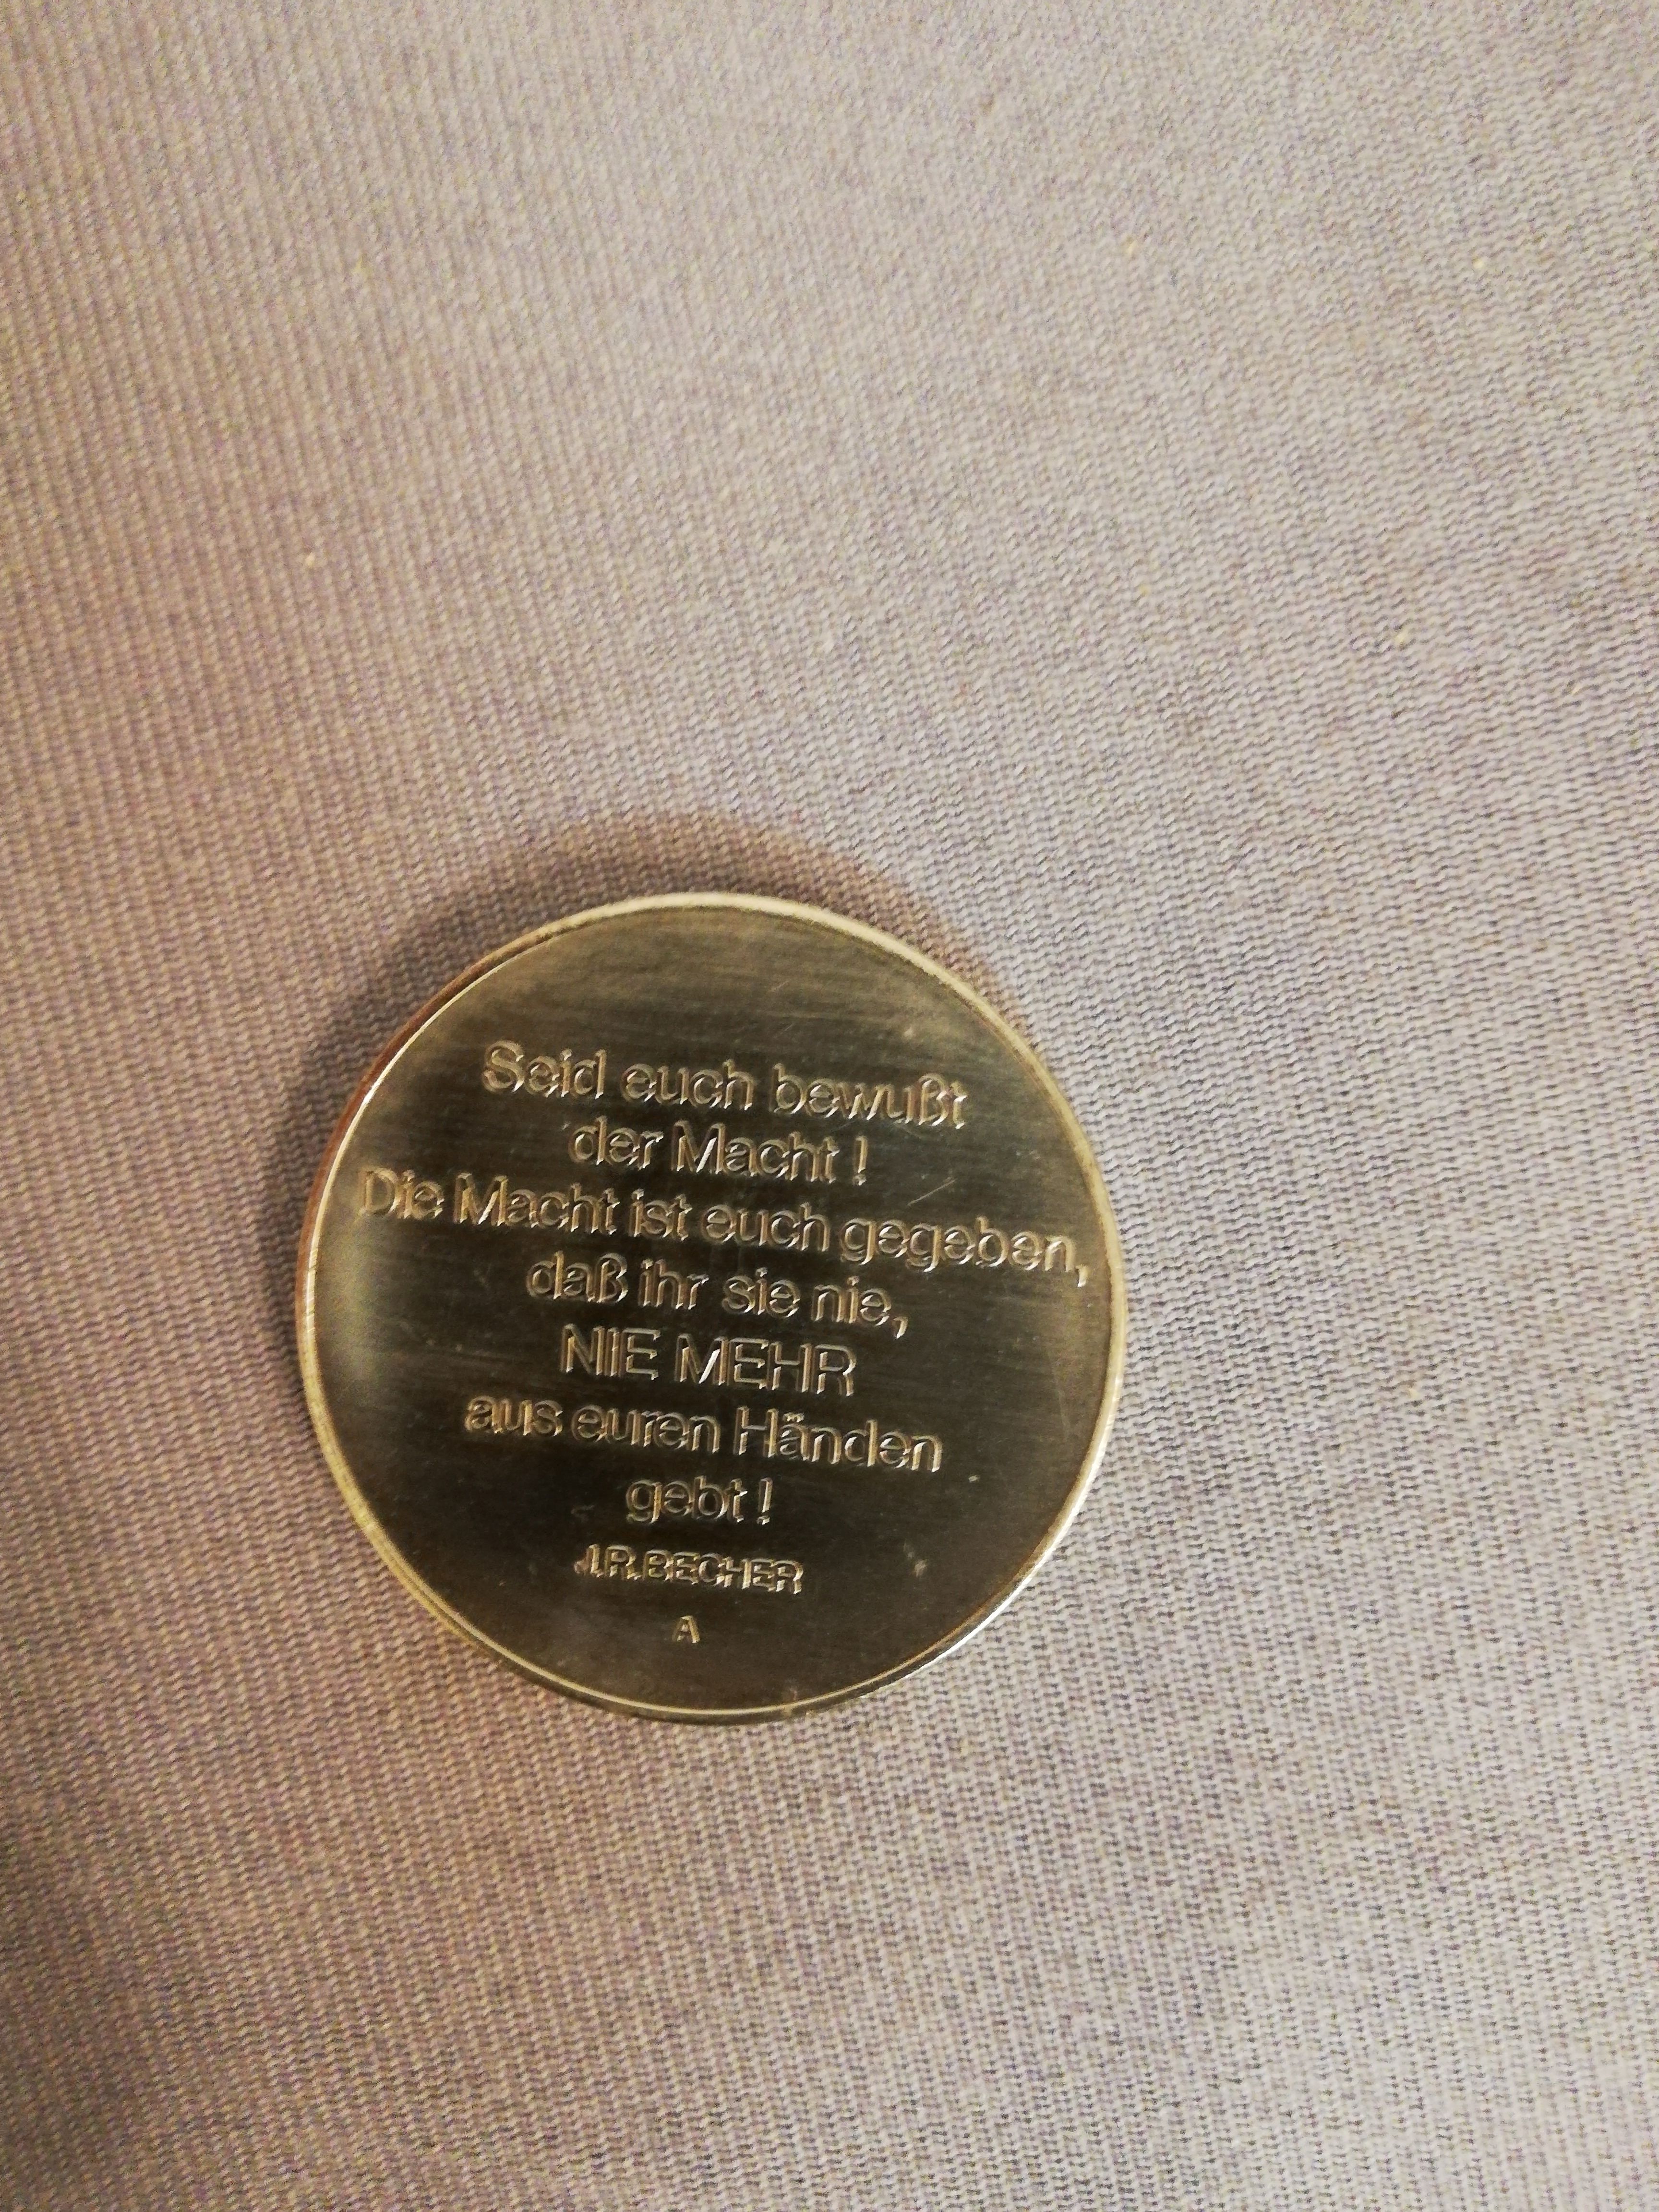 Seid euch bewußt
der Macht !
Die Macht ist euch gegeben,
daß ihr sie nie,
NIE MEHR
aus euren Händen
gebt !
J.R.BECHER
A